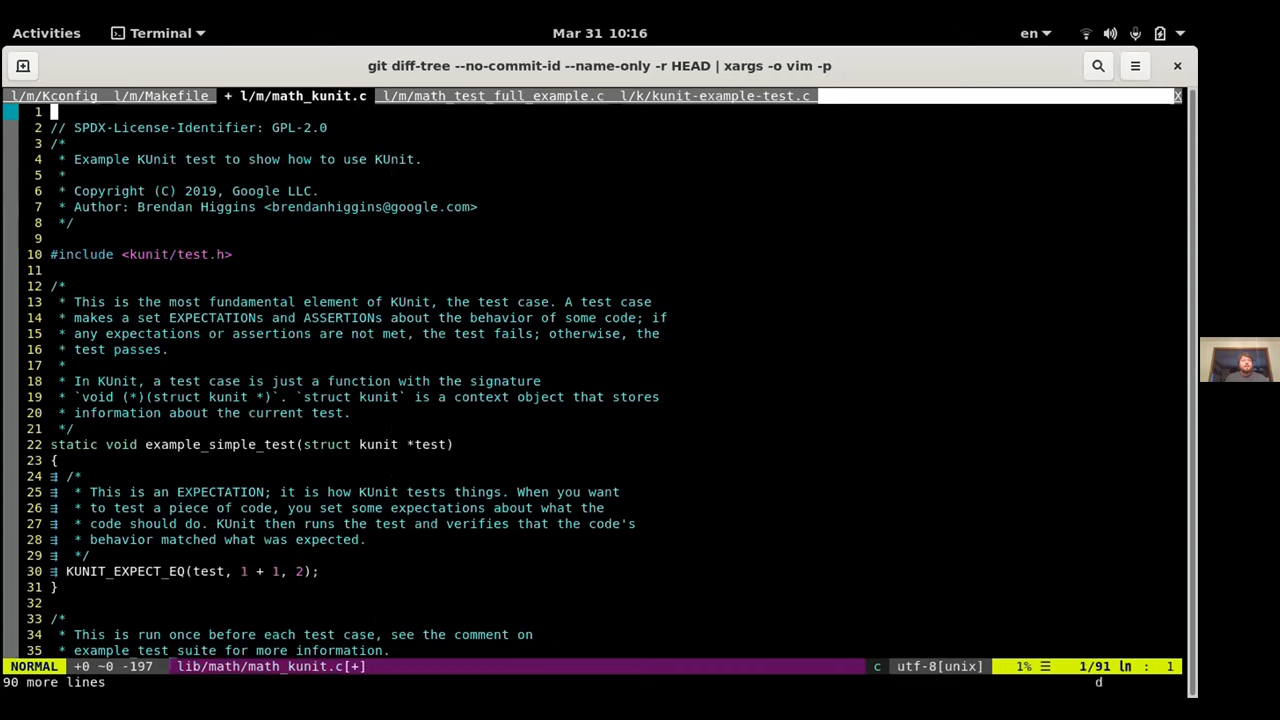 Activities Terminal Mar 31 10:16 en
git diff-tree --no-commit-id --name-only -r HEAD | xargs -o vim -p
l/m/Kconfig l/m/Makefile + l/m/math_kunit.c l/m/math_test_full_example.c l/k/kunit-example-test.c X
1
2 // SPDX-License-Identifier: GPL-2.0
3 /*
4 * Example KUnit test to show how to use KUnit.
5 *
6 * Copyright (C) 2019, Google LLC.
7 * Author: Brendan Higgins <brendanhiggins@google.com>
8 */
9
10 #include <kunit/test.h>
11
12 /*
13 * This is the most fundamental element of KUnit, the test case. A test case
14 * makes a set EXPECTATIONs and ASSERTIONs about the behavior of some code; if
15 * any expectations or assertions are not met, the test fails; otherwise, the
16 * test passes.
17 *
18 * In KUnit, a test case is just a function with the signature
19 * `void (*)(struct kunit *)`. `struct kunit` is a context object that stores
20 * information about the current test.
21 */
22 static void example_simple_test(struct kunit *test)
23 {
24 /*
25 * This is an EXPECTATION; it is how KUnit tests things. When you want
26 * to test a piece of code, you set some expectations about what the
27 * code should do. KUnit then runs the test and verifies that the code's
28 * behavior matched what was expected.
29 */
30 KUNIT_EXPECT_EQ(test, 1 + 1, 2);
31 }
32
33 /*
34 * This is run once before each test case, see the comment on
35 * example_test_suite for more information.
NORMAL +0 ~0 -197 lib/math/math_kunit.c[+] c utf-8[unix] 1% ☰ 1/91 ln : 1
90 more lines d